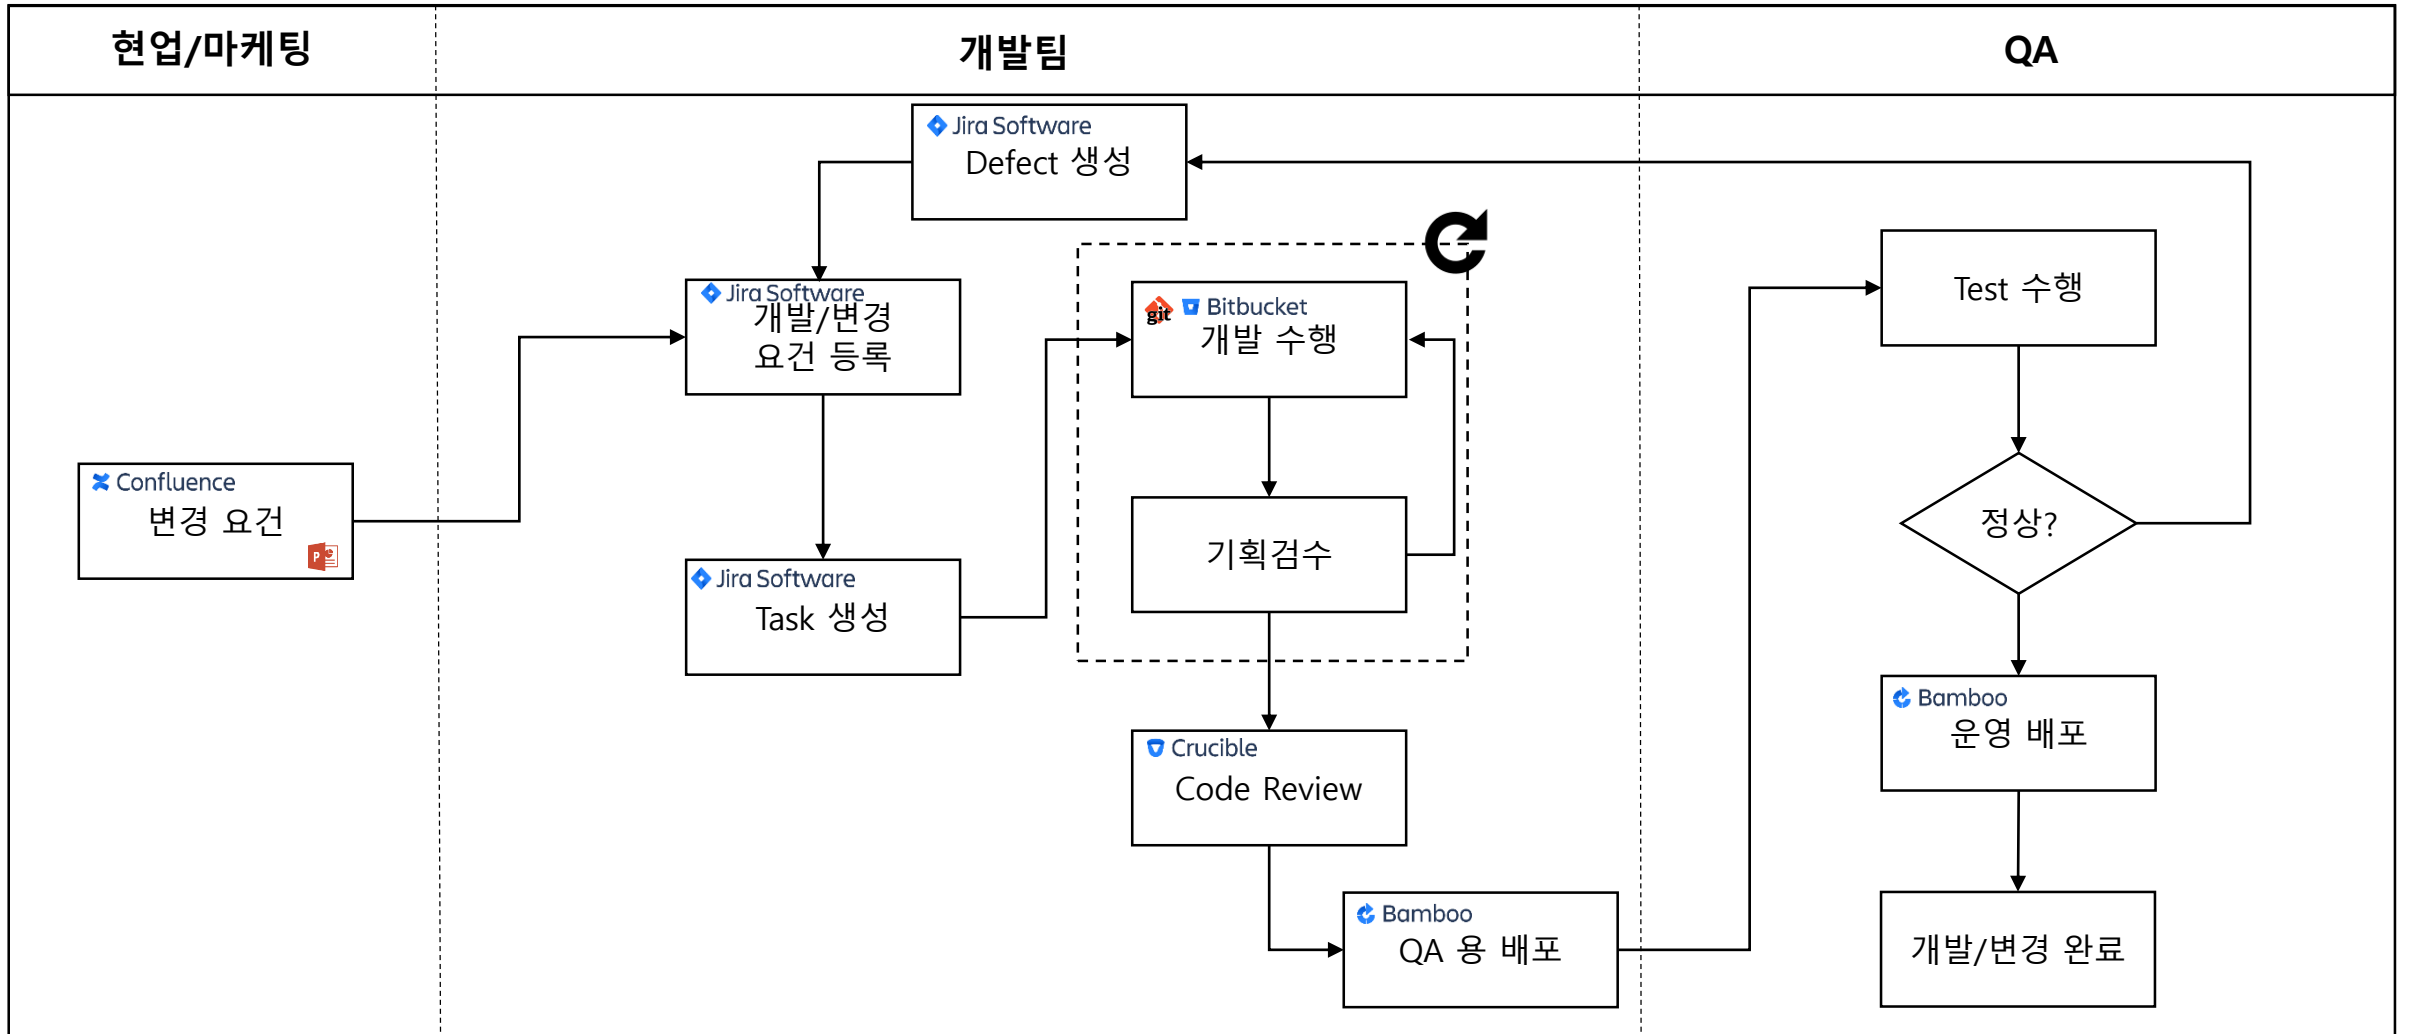 현업/마케팅
개발팀
QA
Jira Software
Defect 생성
Jira Software
개발/변경
요건 등록
git Bitbucket
개발 수행
Test 수행
Confluence
변경 요건
P
기획검수
정상?
Jira Software
Task 생성
Crucible
Code Review
Bamboo
운영 배포
Bamboo
QA 용 배포
개발/변경 완료